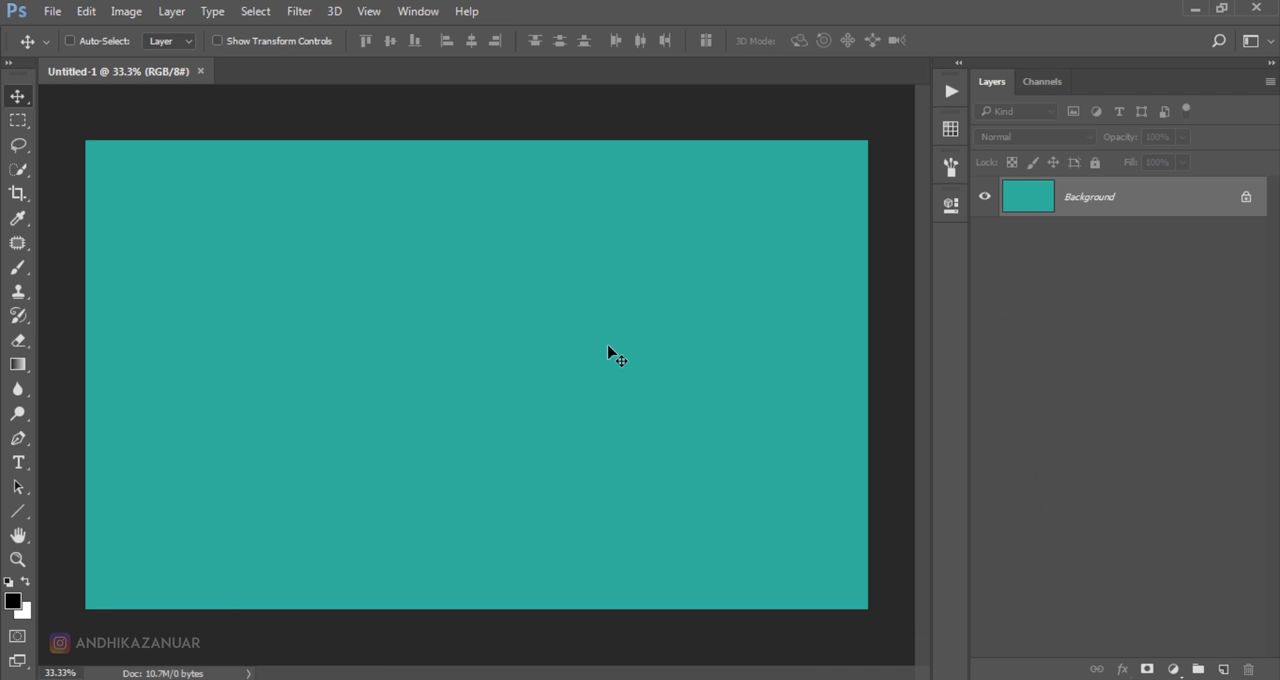 Ps File Edit Image Layer Type Select Filter 3D View Window Help
Auto-Select: Layer Show Transform Controls 3D Mode:
Untitled-1 @ 33.3% (RGB/8#) ×
Layers Channels
Kind
Normal Opacity: 100%
Lock: Fill: 100%
Background
T
ANDHIKAZANUAR
33.33% Doc: 10.7M/0 bytes
fx